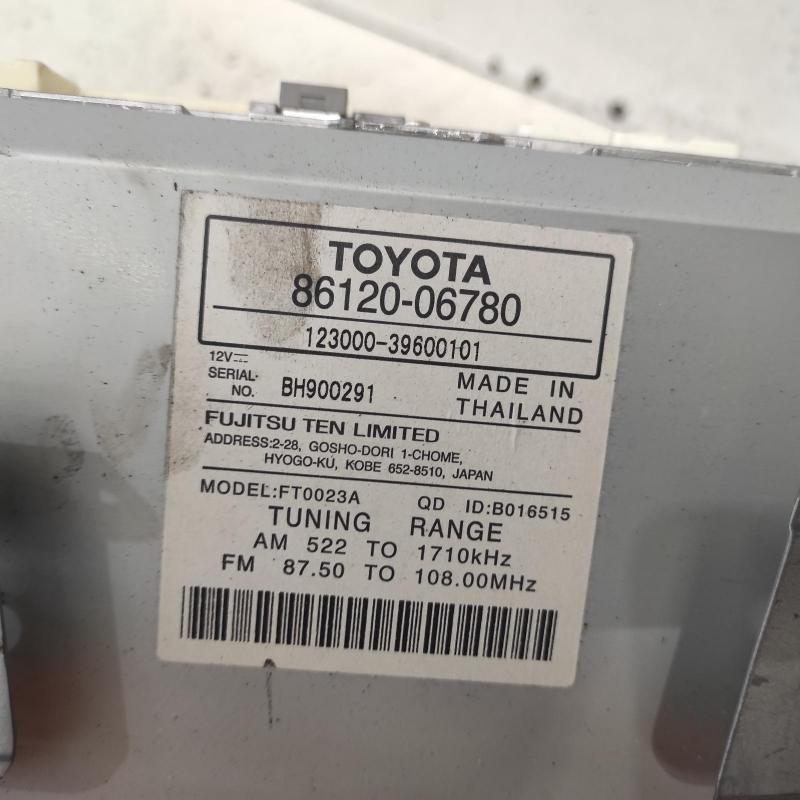 TOYOTA
86120-06780
123000-39600101
12V
SERIAL NO. BH900291
MADE IN THAILAND
FUJITSU TEN LIMITED
ADDRESS:2-28, GOSHO-DORI 1-CHOME,
HYOGO-KU, KOBE 652-8510, JAPAN
MODEL:FT0023A QD ID:B016515
TUNING RANGE
AM 522 TO 1710kHz
FM 87.50 TO 108.00MHz